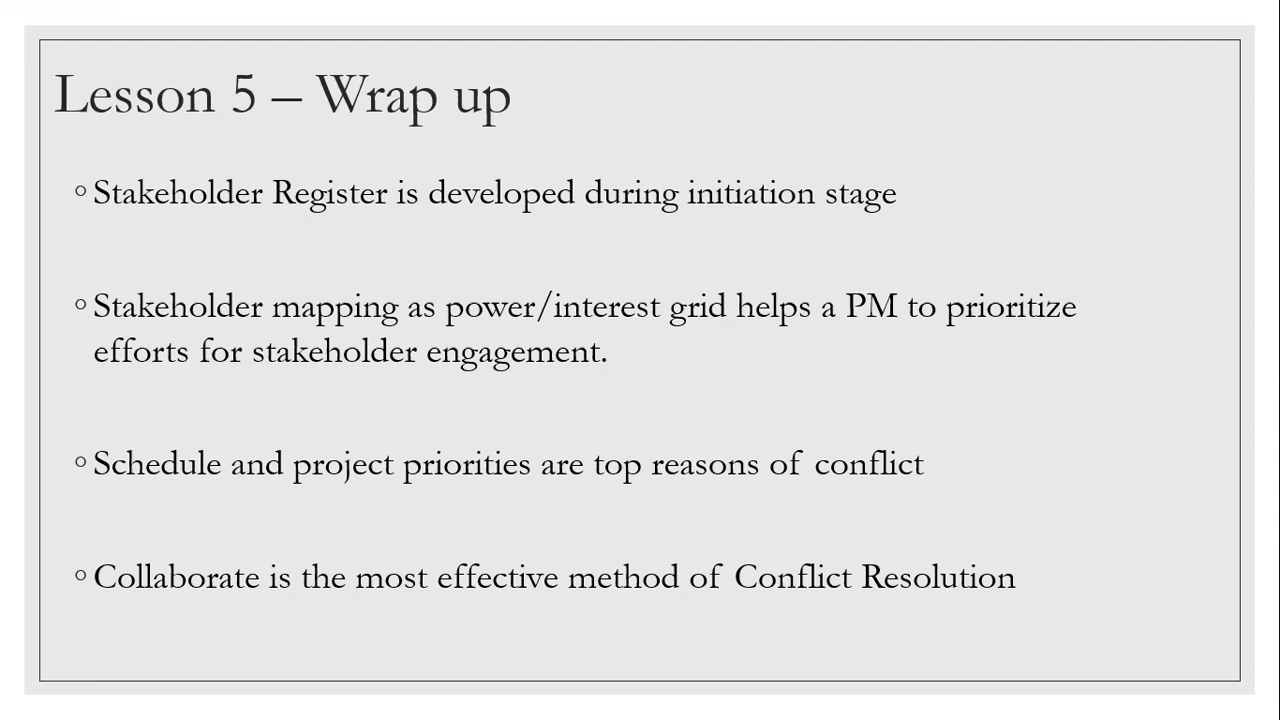 Lesson 5 – Wrap up
◦ Stakeholder Register is developed during initiation stage
◦ Stakeholder mapping as power/interest grid helps a PM to prioritize
efforts for stakeholder engagement.
◦ Schedule and project priorities are top reasons of conflict
◦ Collaborate is the most effective method of Conflict Resolution